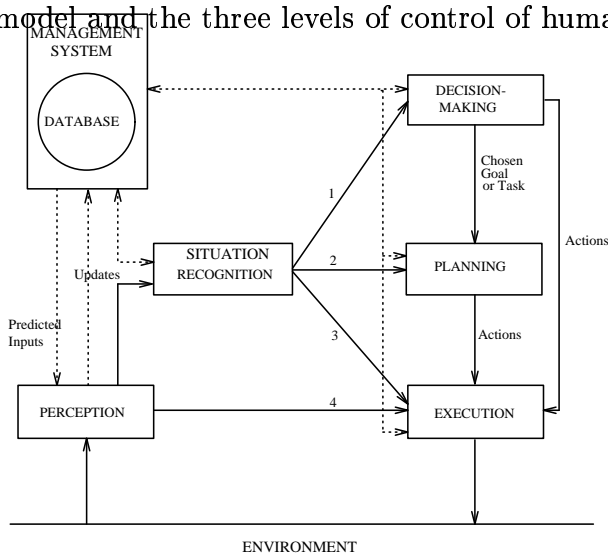 model and the three levels of control of huma
MANAGEMENT
SYSTEM
DATABASE
DECISION-
MAKING
Chosen
Goal
or Task
1
SITUATION
RECOGNITION
2
PLANNING
Actions
Updates
Predicted
Inputs
3
Actions
PERCEPTION
4
EXECUTION
ENVIRONMENT